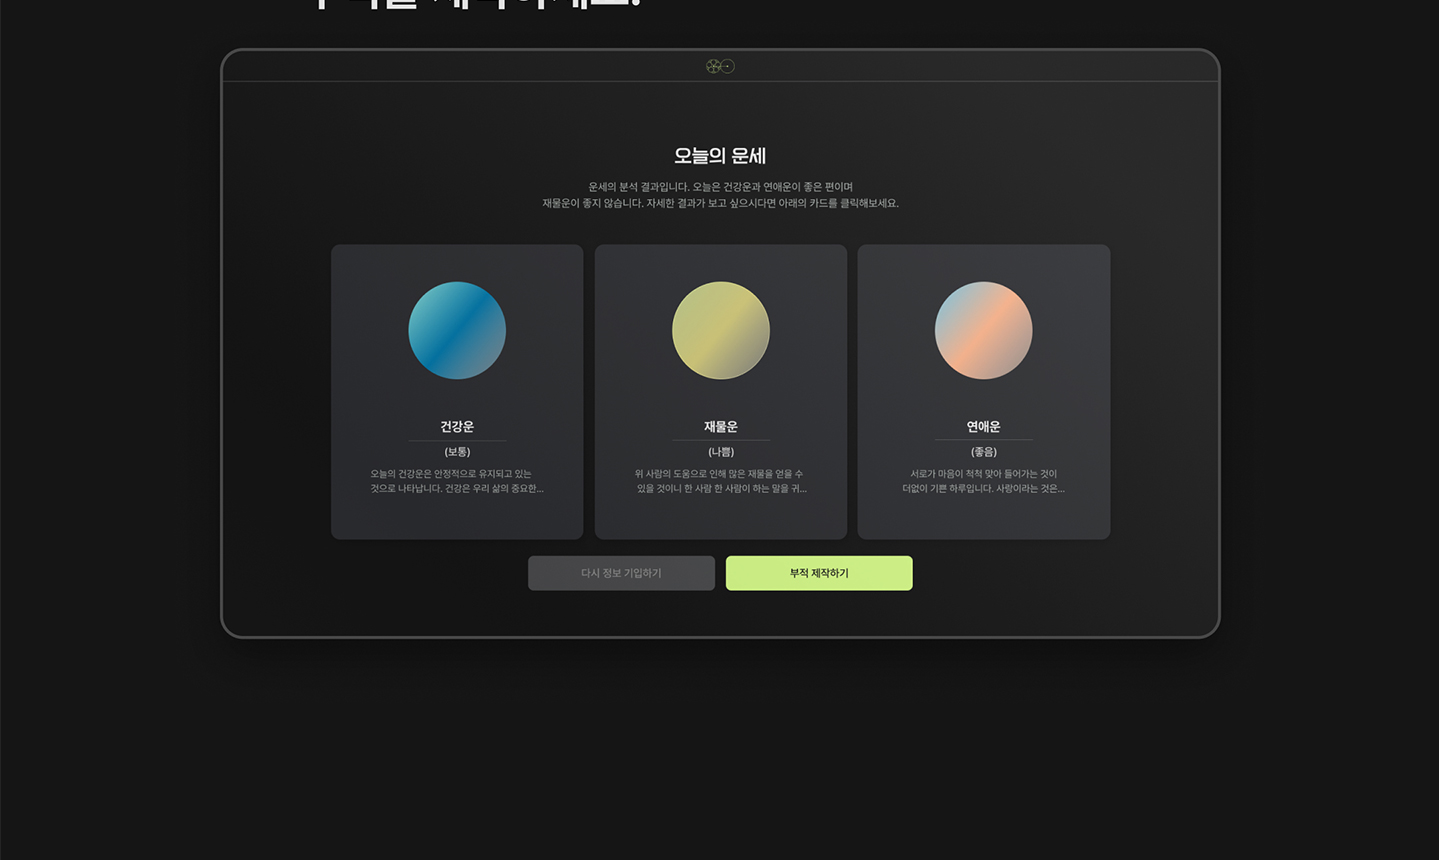 부적을 제작하세요!
오늘의 운세
운세의 분석 결과입니다. 오늘은 건강운과 연애운이 좋은 편이며
재물운이 좋지 않습니다. 자세한 결과가 보고 싶으시다면 아래의 카드를 클릭해보세요.
건강운
(보통)
오늘의 건강운은 안정적으로 유지되고 있는
것으로 나타납니다. 건강은 우리 삶의 중요한...
재물운
(나쁨)
위 사람의 도움으로 인해 많은 재물을 얻을 수
있을 것이니 한 사람 한 사람이 하는 말을 귀...
연애운
(좋음)
서로가 마음이 척척 맞아 들어가는 것이
더없이 기쁜 하루입니다. 사랑이라는 것은...
다시 정보 기입하기
부적 제작하기